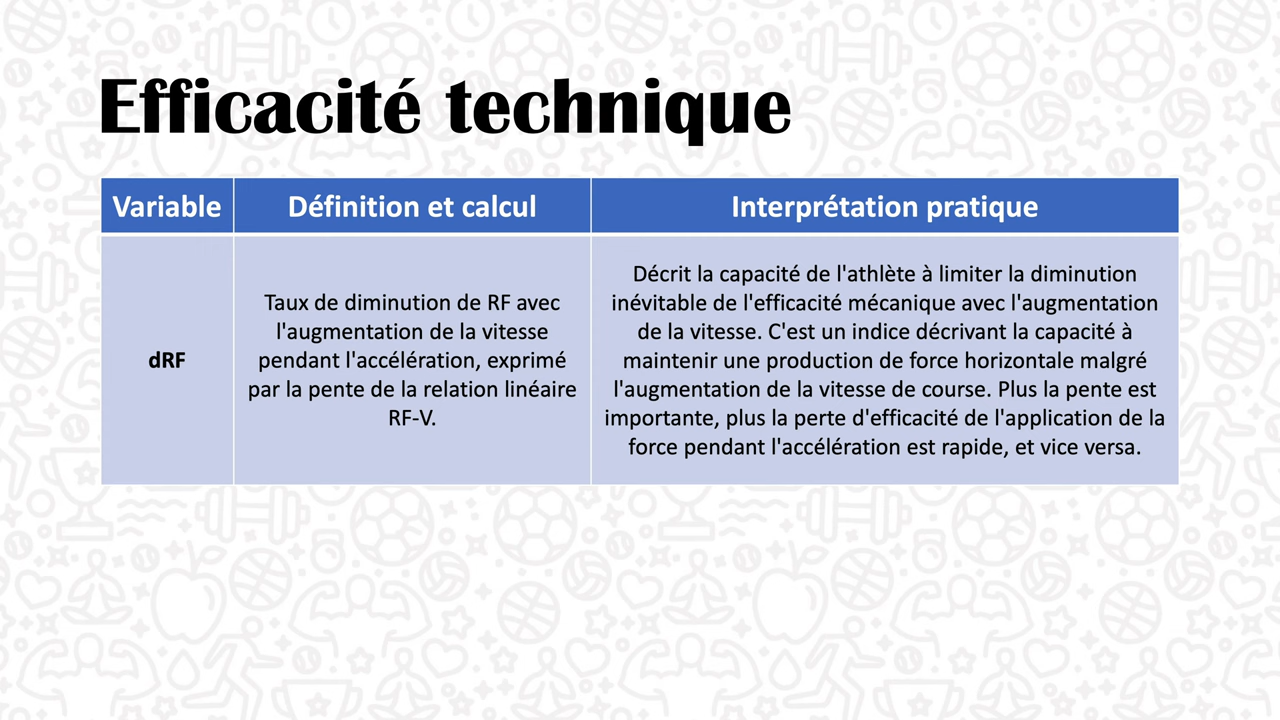 Efficacité technique
Variable
Définition et calcul
Interprétation pratique
dRF
Taux de diminution de RF avec
l'augmentation de la vitesse
pendant l'accélération, exprimé
par la pente de la relation linéaire
RF-V.
Décrit la capacité de l'athlète à limiter la diminution
inévitable de l'efficacité mécanique avec l'augmentation
de la vitesse. C'est un indice décrivant la capacité à
maintenir une production de force horizontale malgré
l'augmentation de la vitesse de course. Plus la pente est
importante, plus la perte d'efficacité de l'application de la
force pendant l'accélération est rapide, et vice versa.